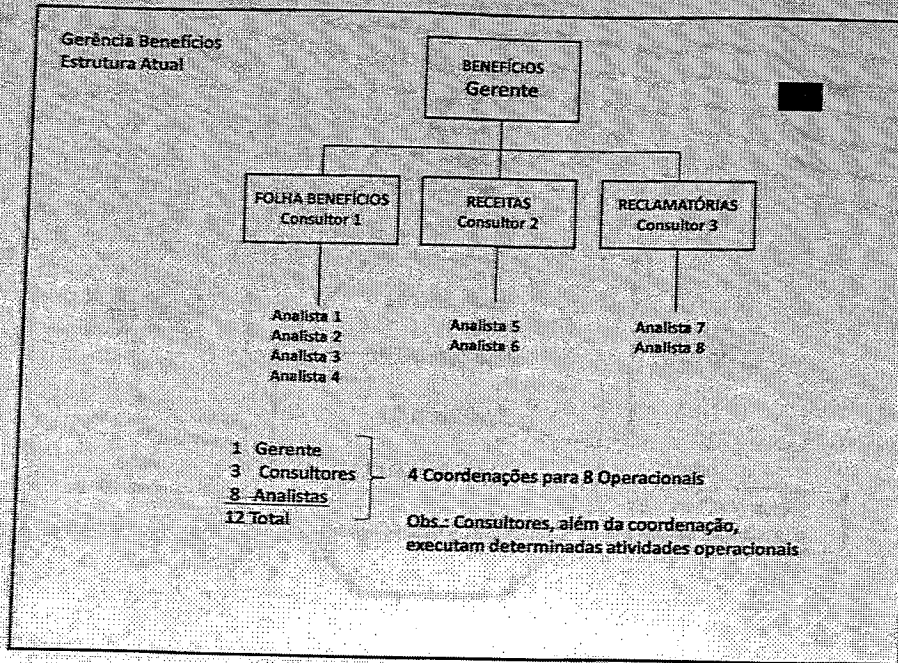 Gerência Benefícios
Estrutura Atual
BENEFÍCIOS
Gerente
FOLHA BENEFÍCIOS
Consultor 1
RECEITAS
Consultor 2
RECLAMATÓRIAS
Consultor 3
Analista 1
Analista 2
Analista 3
Analista 4
Analista 5
Analista 6
Analista 7
Analista 8
1 Gerente
3 Consultores
8 Analistas
12 Total
4 Coordenações para 8 Operacionais
Obs.: Consultores, além da coordenação,
executam determinadas atividades operacionais